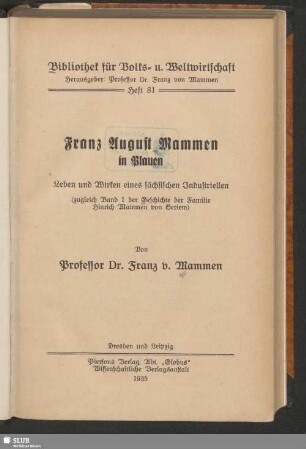 Bibliothek für Volks- u. Weltwirtschaft
Herausgeber: Professor Dr. Franz von Mammen
Heft 81
Franz August Mammen
in Plauen
Leben und Wirken eines sächsischen Industriellen
(zugleich Band 1 der Geschichte der Familie
Hinrich Mammen von
Von
Professor Dr. Franz v. Mammen
Dresden und Leipzig
Piersons Verlag Abt. „Globus"
Wissenschaftliche Verlagsanstalt
1935
SLUB